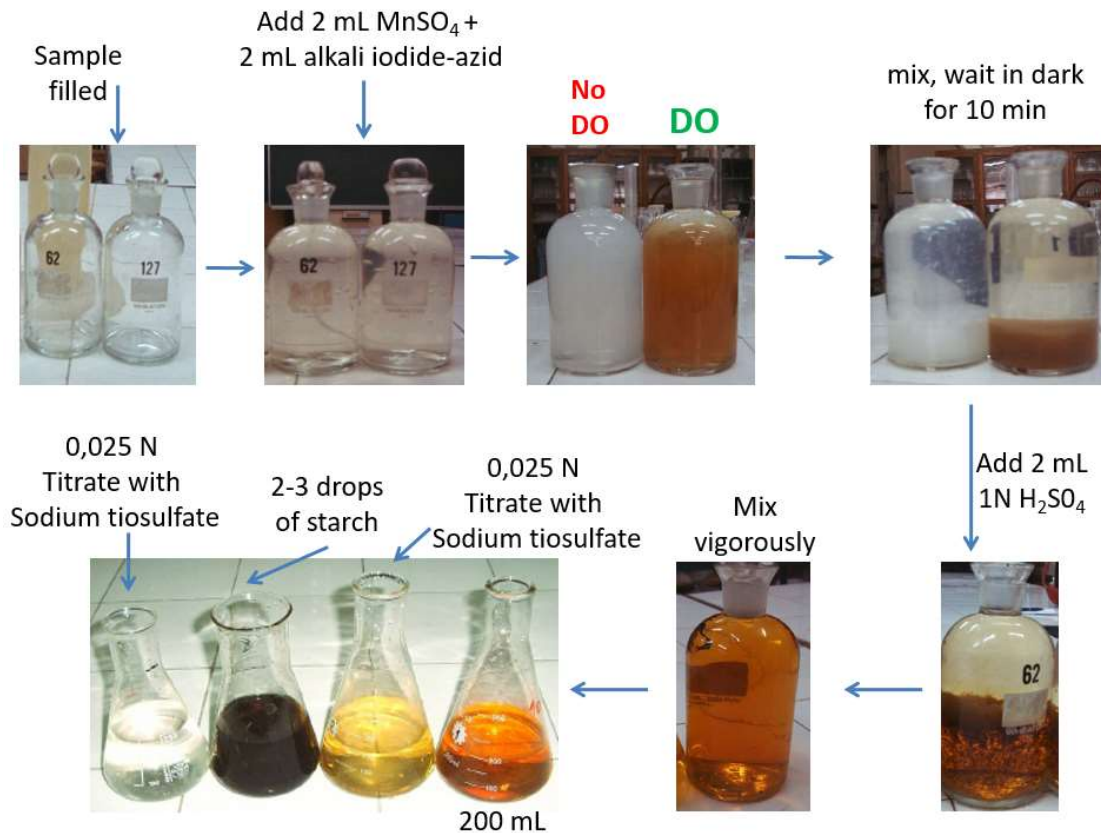 Sample
filled
Add 2 mL MnSO₄ +
2 mL alkali iodide-azid
No
DO
DO
mix, wait in dark
for 10 min
62
127
62
127
Add 2 mL
1N H₂S0₄
62
Mix
vigorously
0,025 N
Titrate with
Sodium tiosulfate
2-3 drops
of starch
0,025 N
Titrate with
Sodium tiosulfate
200 mL